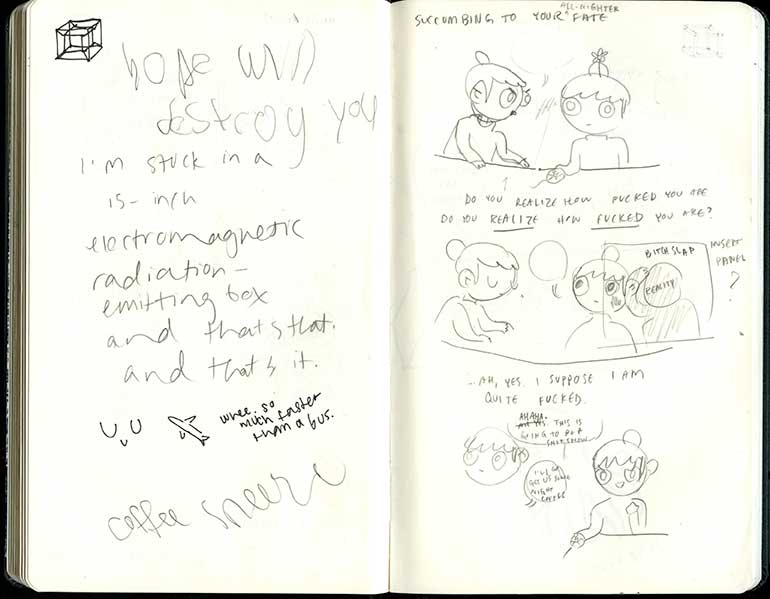 hope will
destroy you
I'm stuck in a
15-inch
electromagnetic
radiation-
emitting box
and that's that.
and that's it.
whee. so
much faster
than a bus.
coffee sneeze
ALL-NIGHTER
SUCCUMBING TO YOUR ^ FATE
DO YOU REALIZE HOW FUCKED YOU ARE
DO YOU REALIZE HOW FUCKED YOU ARE?
BITCHSLAP
REALITY
INSERT
PANEL
?
...AH, YES. I SUPPOSE I AM
QUITE FUCKED.
AHAHA.
THIS IS
GOING TO BE A
SHITSHOW
I'LL GO
GET US SOME
NIGHT
COFFEE